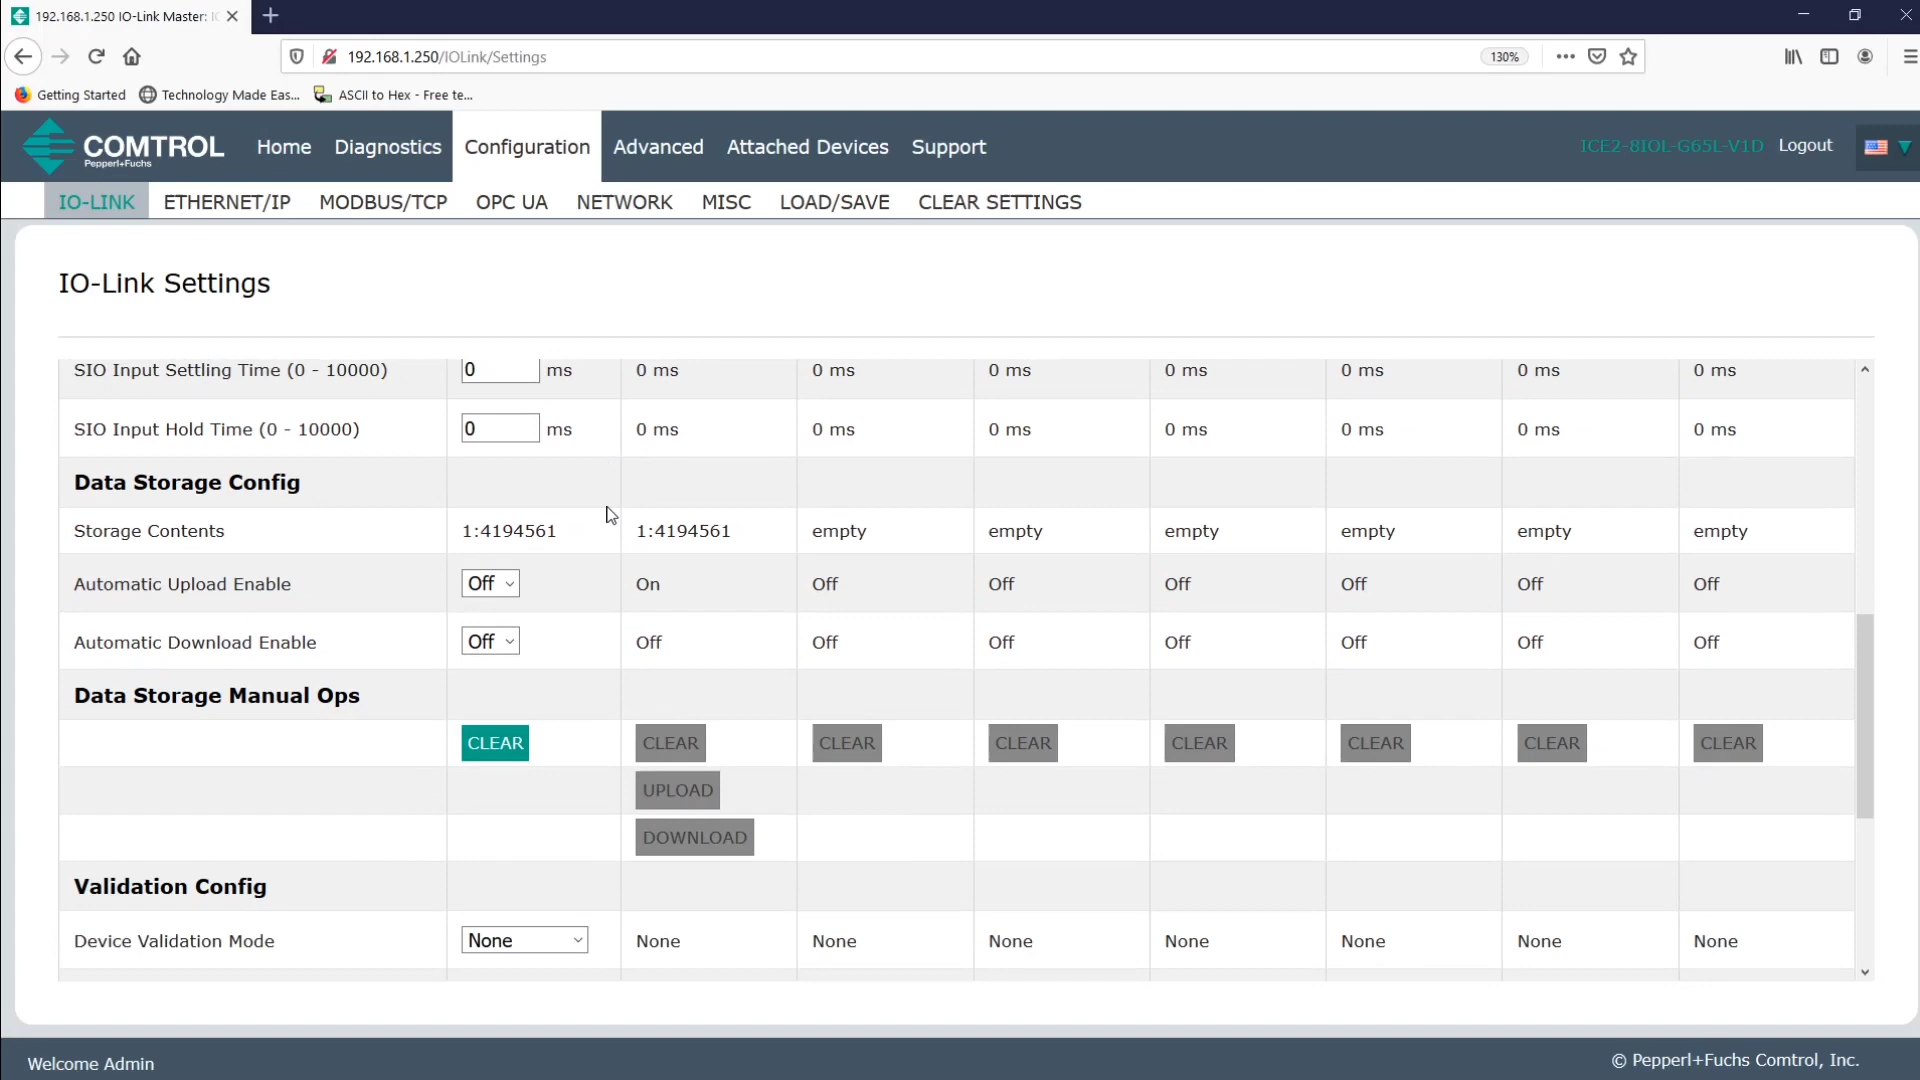 192.168.1.250 IO-Link Master: IO
192.168.1.250/IOLink/Settings
130%
Getting Started
Technology Made Eas...
ASCII to Hex - Free te...
COMTROL
Pepperl+Fuchs
Home
Diagnostics
Configuration
Advanced
Attached Devices
Support
ICE2-8IOL-G65L-V1D
Logout
IO-LINK
ETHERNET/IP
MODBUS/TCP
OPC UA
NETWORK
MISC
LOAD/SAVE
CLEAR SETTINGS
IO-Link Settings
SIO Input Settling Time (0 - 10000) 0 ms 0 ms 0 ms 0 ms 0 ms 0 ms 0 ms 0 ms
SIO Input Hold Time (0 - 10000) 0 ms 0 ms 0 ms 0 ms 0 ms 0 ms 0 ms 0 ms
Data Storage Config
Storage Contents 1:4194561 1:4194561 empty empty empty empty empty empty
Automatic Upload Enable Off On Off Off Off Off Off Off
Automatic Download Enable Off Off Off Off Off Off Off Off
Data Storage Manual Ops
CLEAR CLEAR CLEAR CLEAR CLEAR CLEAR CLEAR CLEAR
UPLOAD
DOWNLOAD
Validation Config
Device Validation Mode None None None None None None None None
Welcome Admin
© Pepperl+Fuchs Comtrol, Inc.